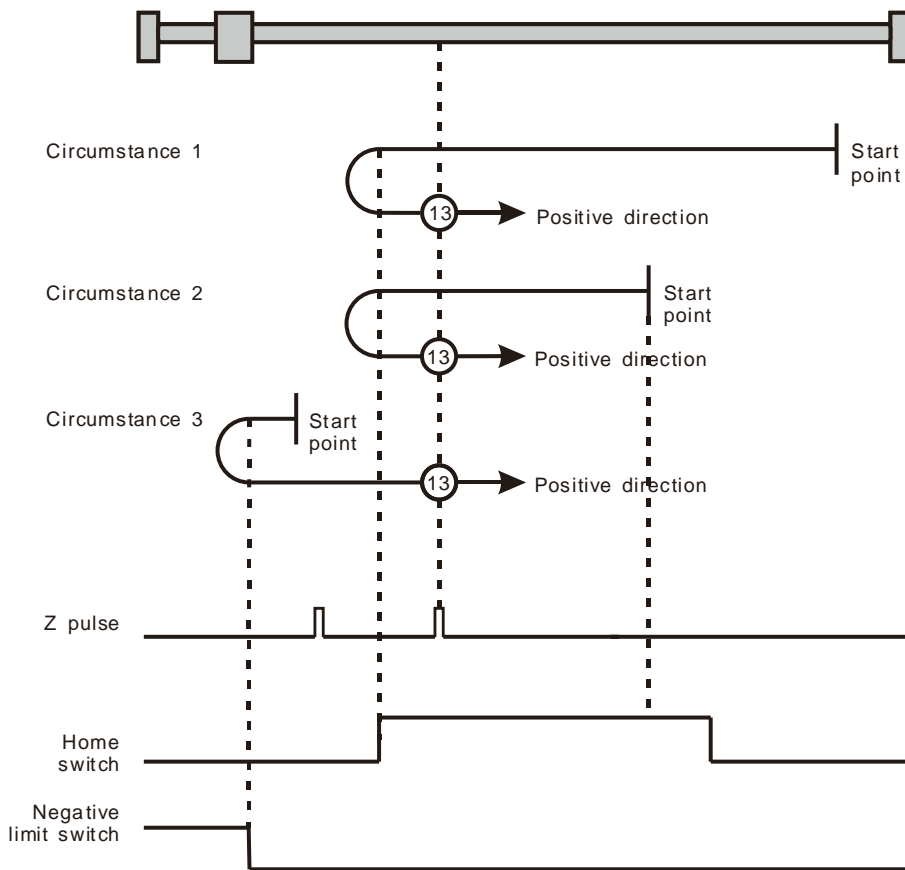 Circumstance 1
Start
point
13
Positive direction
Circumstance 2
Start
point
13
Positive direction
Circumstance 3
Start
point
13
Positive direction
Z pulse
Home
switch
Negative
limit switch